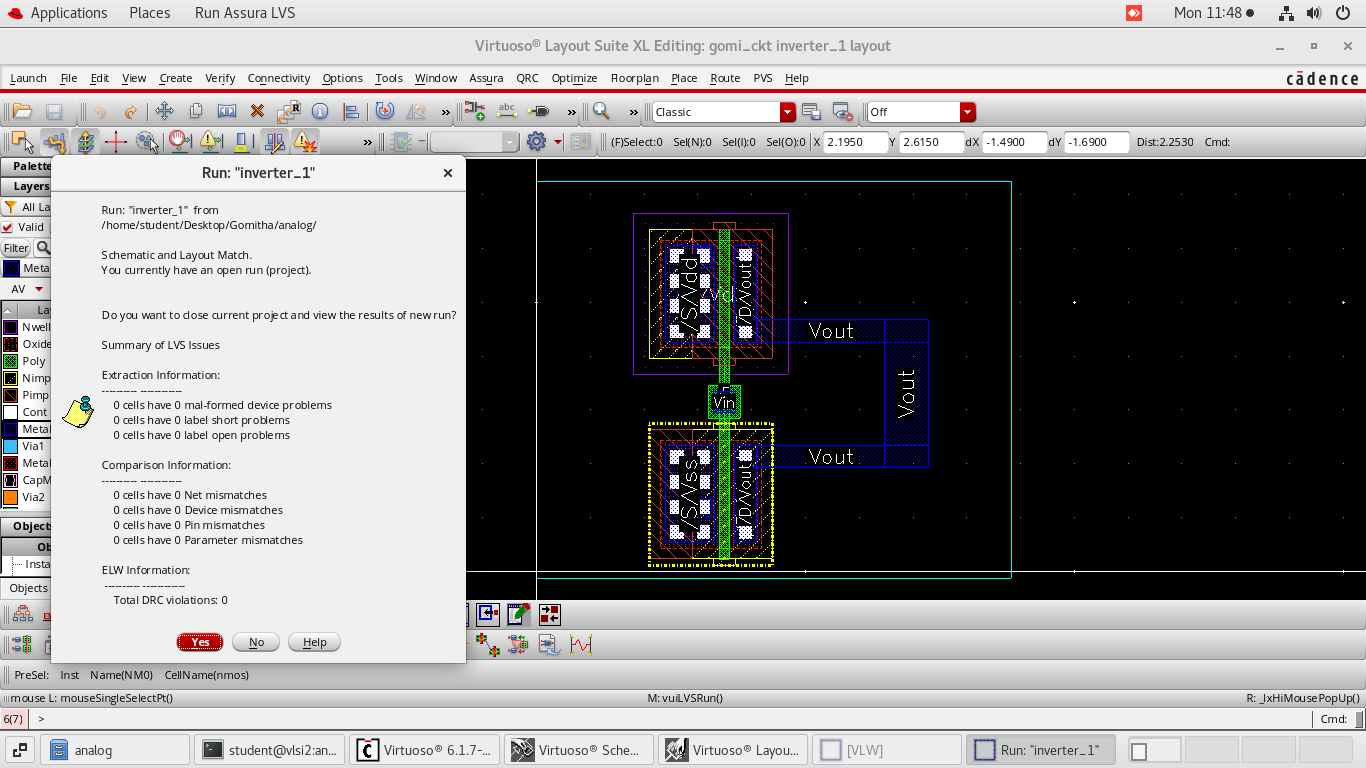 Applications Places Run Assura LVS Mon 11:48
Virtuoso® Layout Suite XL Editing: gomi_ckt inverter_1 layout
Launch File Edit View Create Verify Connectivity Options Tools Window Assura QRC Optimize Floorplan Place Route PVS Help cādence
abc » » » Classic Off
» (F)Select:0 Sel(N):0 Sel(I):0 Sel(O):0 X 2.1950 Y 2.6150 dX -1.4900 dY -1.6900 Dist:2.2530 Cmd:
Palette
Layers
All La
Valid
Filter
Meta
AV
La
Nwell
Oxide
Poly
Nimp
Pimp
Cont
Metal
Via1
Metal
CapM
Via2
Objects
Ob
Insta
Objects
Run: "inverter_1"
Run: "inverter_1" from
/home/student/Desktop/Gomitha/analog/
Schematic and Layout Match.
You currently have an open run (project).
Do you want to close current project and view the results of new run?
Summary of LVS Issues
Extraction Information:
0 cells have 0 mal-formed device problems
0 cells have 0 label short problems
0 cells have 0 label open problems
Comparison Information:
0 cells have 0 Net mismatches
0 cells have 0 Device mismatches
0 cells have 0 Pin mismatches
0 cells have 0 Parameter mismatches
ELW Information:
Total DRC violations: 0
Yes No Help
/S/Vdd
/D/Vout
Vout
Vout
Vin
Vout
/S/Vss
/D/Vout
PreSel: Inst Name(NM0) CellName(nmos)
mouse L: mouseSingleSelectPt() M: vuiLVSRun() R: _lxHiMousePopUp()
6(7) > Cmd:
analog student@vlsi2:an... Virtuoso® 6.1.7-... Virtuoso® Sche... Virtuoso® Layou... [VLW] Run: "inverter_1"